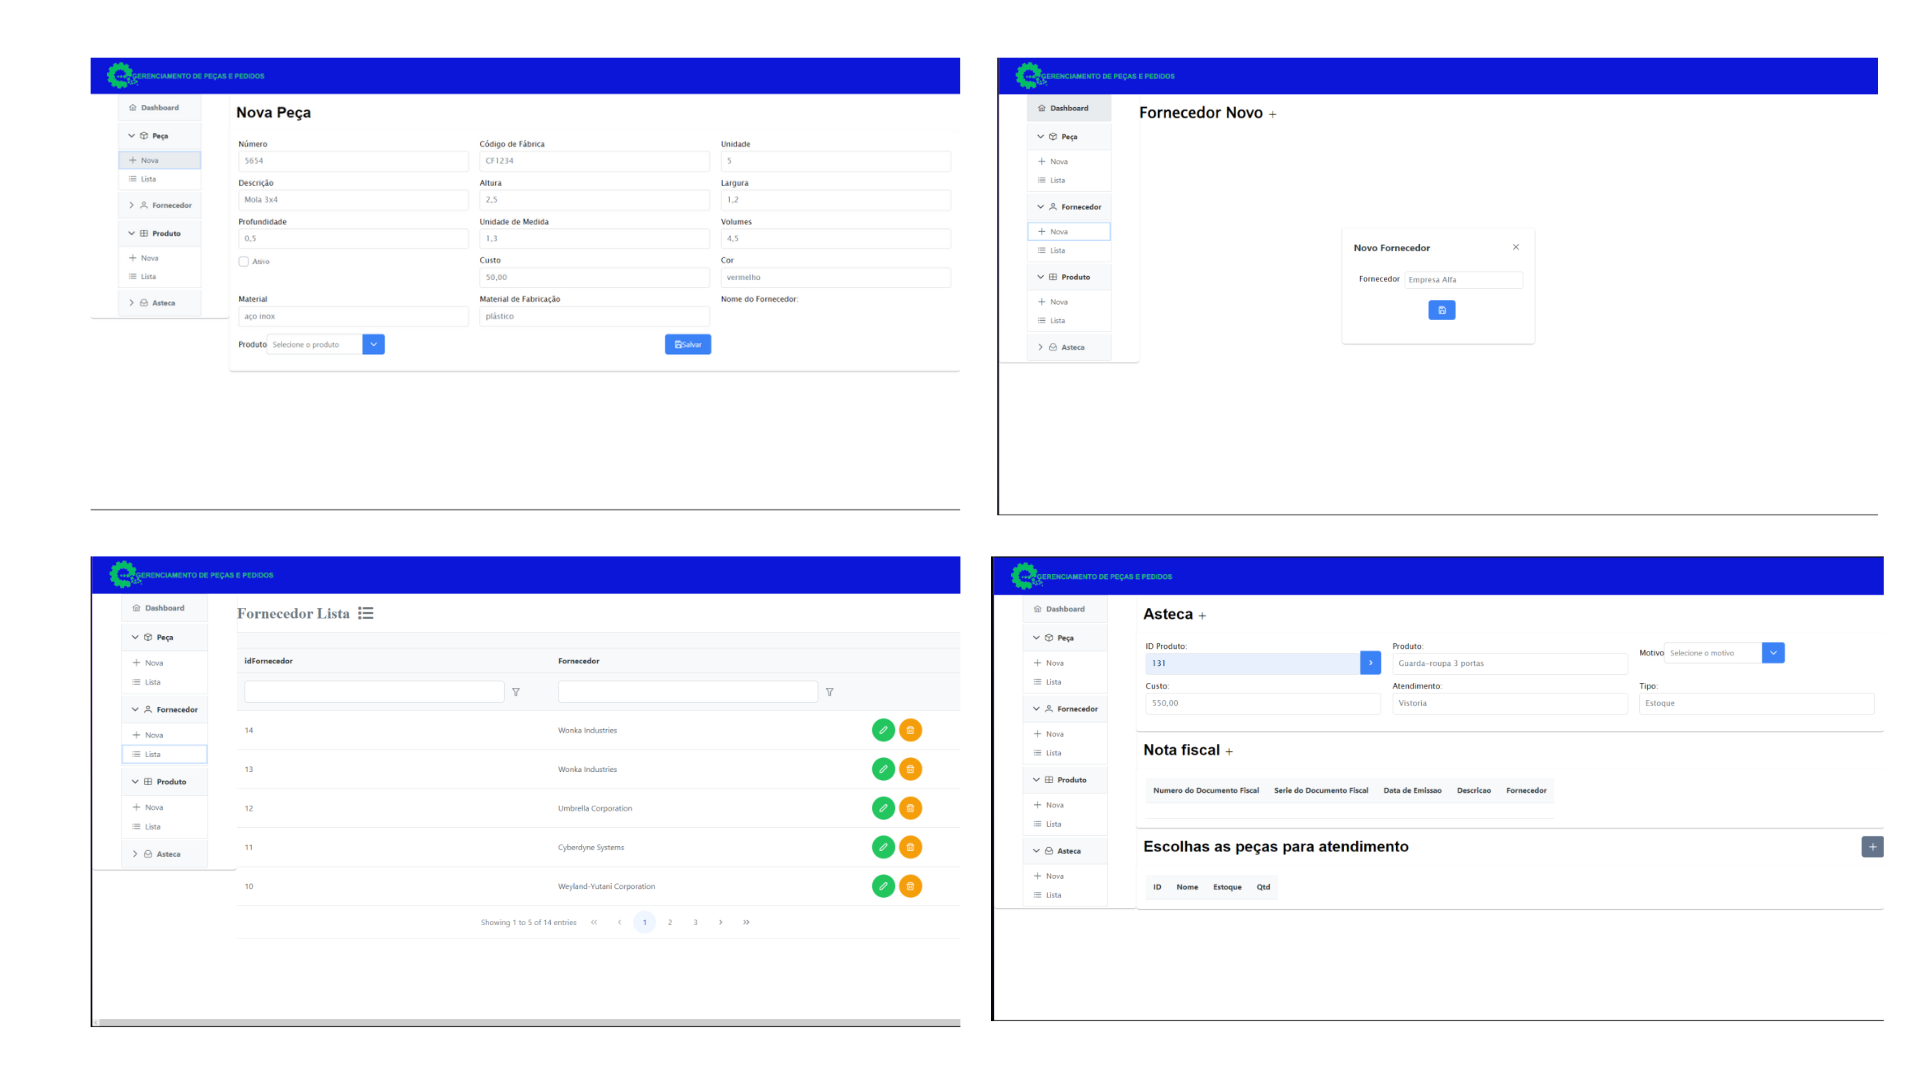 GERENCIAMENTO DE PEÇAS E PEDIDOS
Dashboard
Peça
Nova
Lista
Fornecedor
Produto
Nova
Lista
Asteca
Nova Peça
Número Código de Fábrica Unidade
5654 CF1234 5
Descrição Altura Largura
Mola 3x4 2,5 1,2
Profundidade Unidade de Medida Volumes
0,5 1,3 4,5
Ativo Custo Cor
50,00 vermelho
Material Material de Fabricação Nome do Fornecedor:
aço inox plástico
Produto Selecione o produto Salvar
GERENCIAMENTO DE PEÇAS E PEDIDOS
Dashboard
Peça
Nova
Lista
Fornecedor
Nova
Lista
Produto
Nova
Lista
Asteca
Fornecedor Novo +
Novo Fornecedor
Fornecedor Empresa Alfa
GERENCIAMENTO DE PEÇAS E PEDIDOS
Dashboard
Peça
Nova
Lista
Fornecedor
Nova
Lista
Produto
Nova
Lista
Asteca
Fornecedor Lista
idFornecedor Fornecedor
14 Wonka Industries
13 Wonka Industries
12 Umbrella Corporation
11 Cyberdyne Systems
10 Weyland-Yutani Corporation
Showing 1 to 5 of 14 entries « ‹ 1 2 3 › »
GERENCIAMENTO DE PEÇAS E PEDIDOS
Dashboard
Peça
Nova
Lista
Fornecedor
Nova
Lista
Produto
Nova
Lista
Asteca
Nova
Lista
Asteca +
ID Produto: Produto: Motivo Selecione o motivo
131 Guarda-roupa 3 portas
Custo: Atendimento: Tipo:
550,00 Vistoria Estoque
Nota fiscal +
Numero do Documento Fiscal Serie do Documento Fiscal Data de Emissao Descricao Fornecedor
Escolhas as peças para atendimento
ID Nome Estoque Qtd